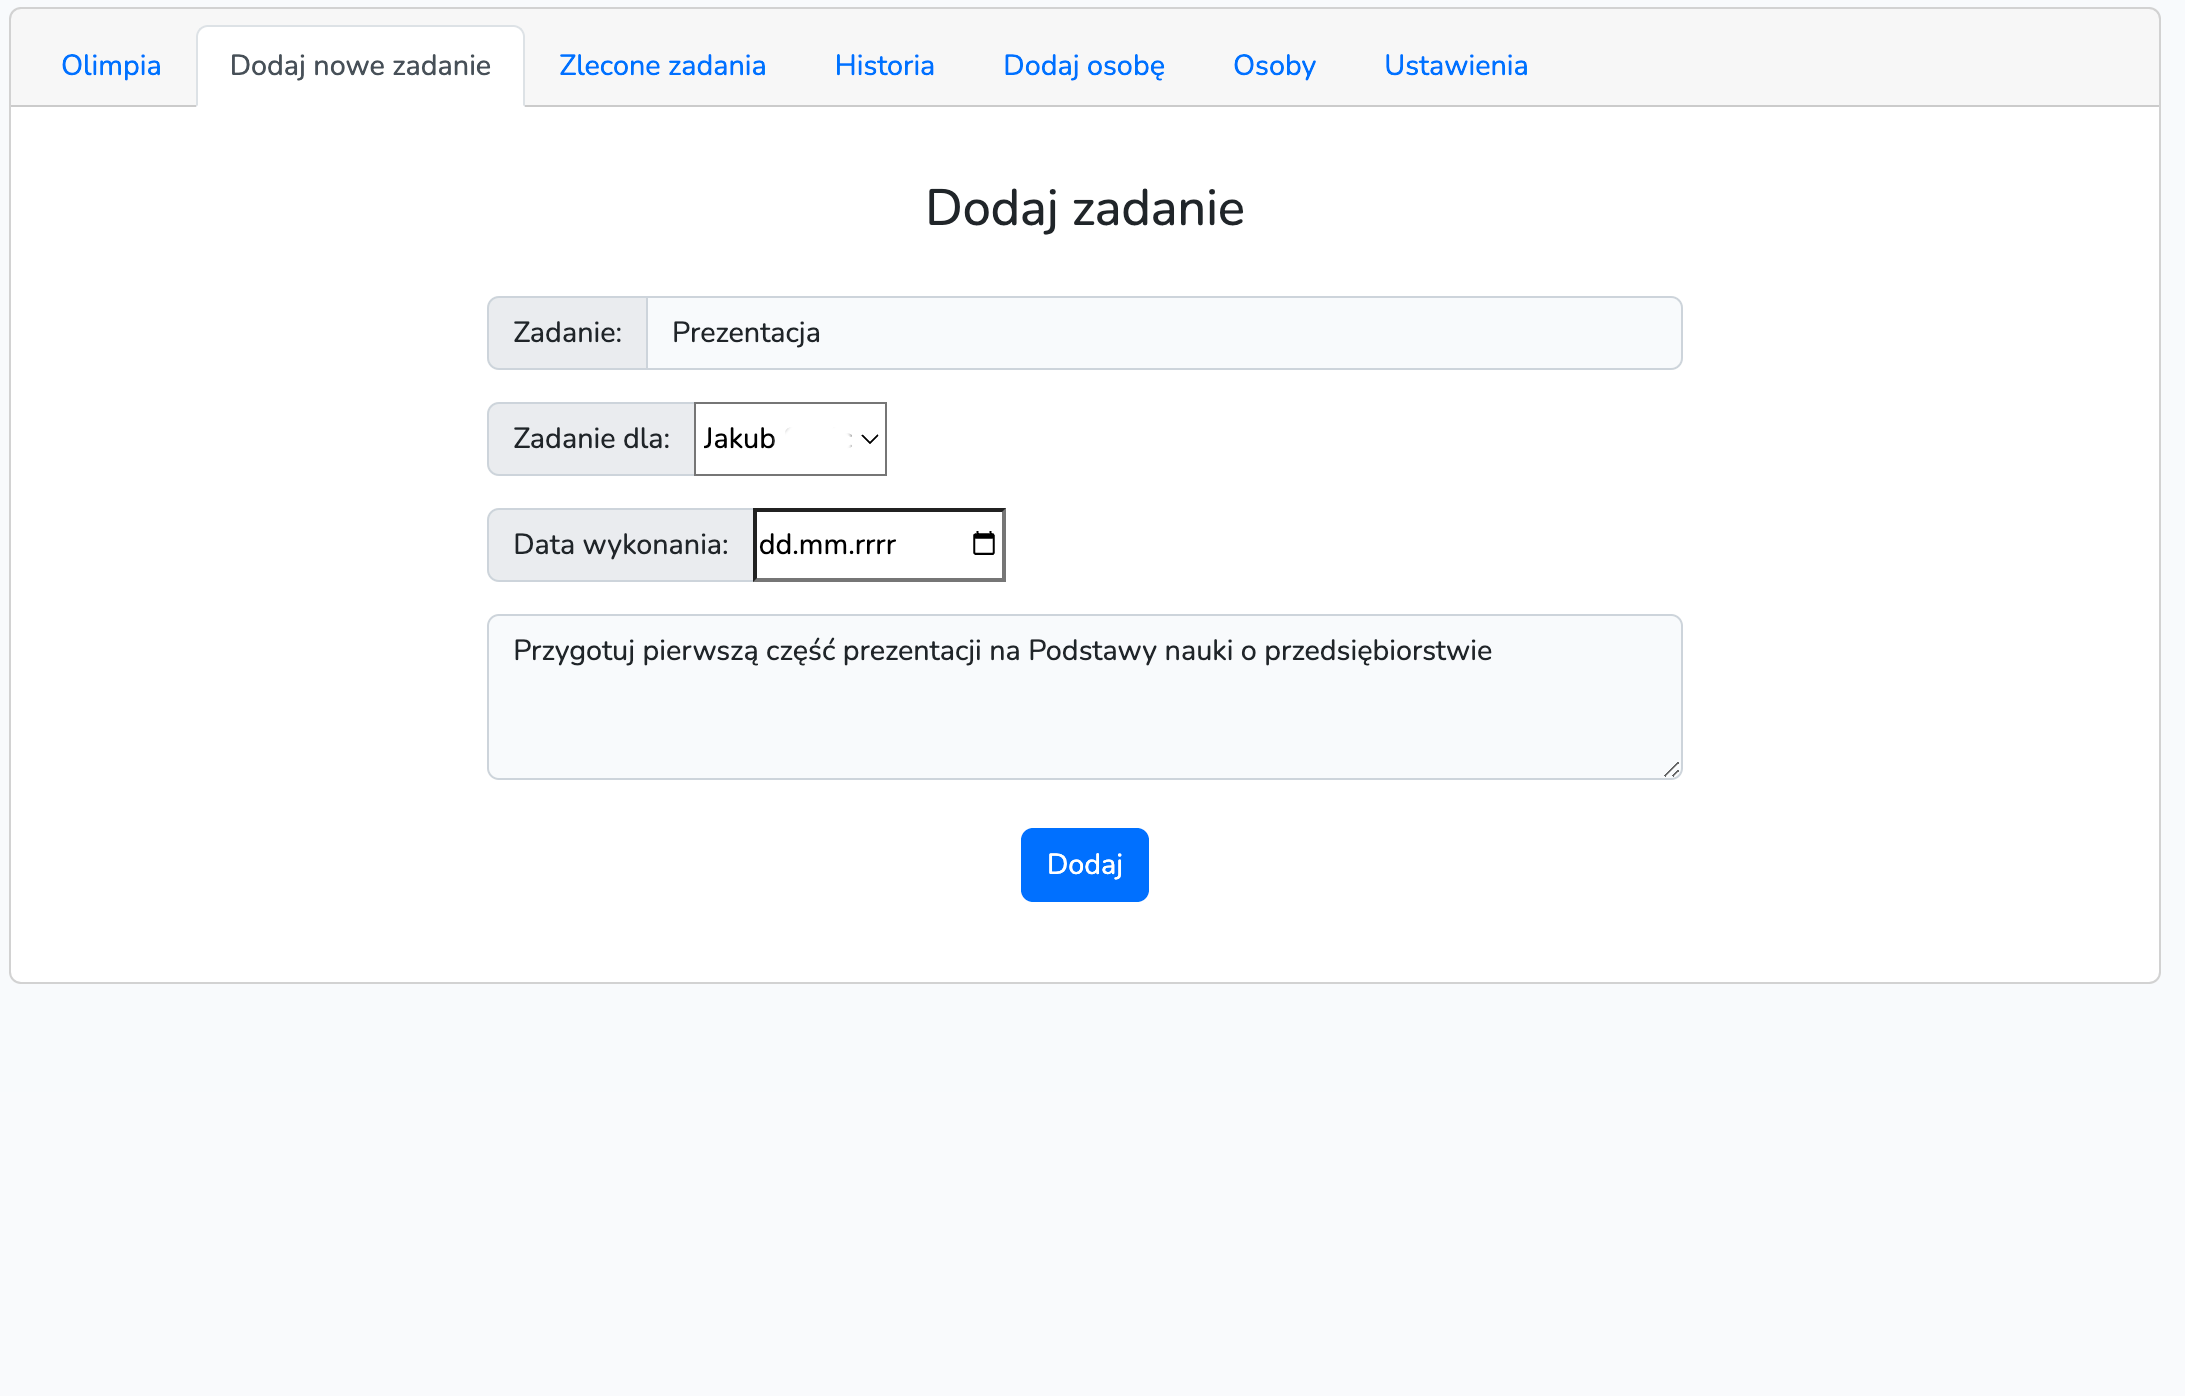 Olimpia Dodaj nowe zadanie Zlecone zadania Historia Dodaj osobę Osoby Ustawienia
Dodaj zadanie
Zadanie: Prezentacja
Zadanie dla: Jakub
Data wykonania: dd.mm.rrrr
Przygotuj pierwszą część prezentacji na Podstawy nauki o przedsiębiorstwie
Dodaj